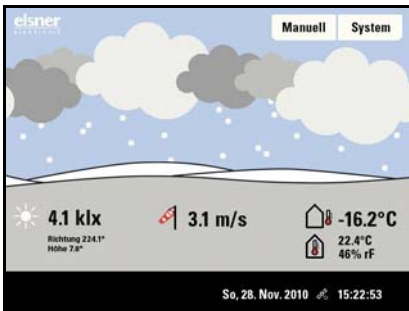 elsner
elektronik
Manuell System
4.1 klx
Richtung 224.1°
Höhe 7.8°
3.1 m/s
-16.2°C
22.4°C
46% rF
So, 28. Nov. 2010 15:22:53